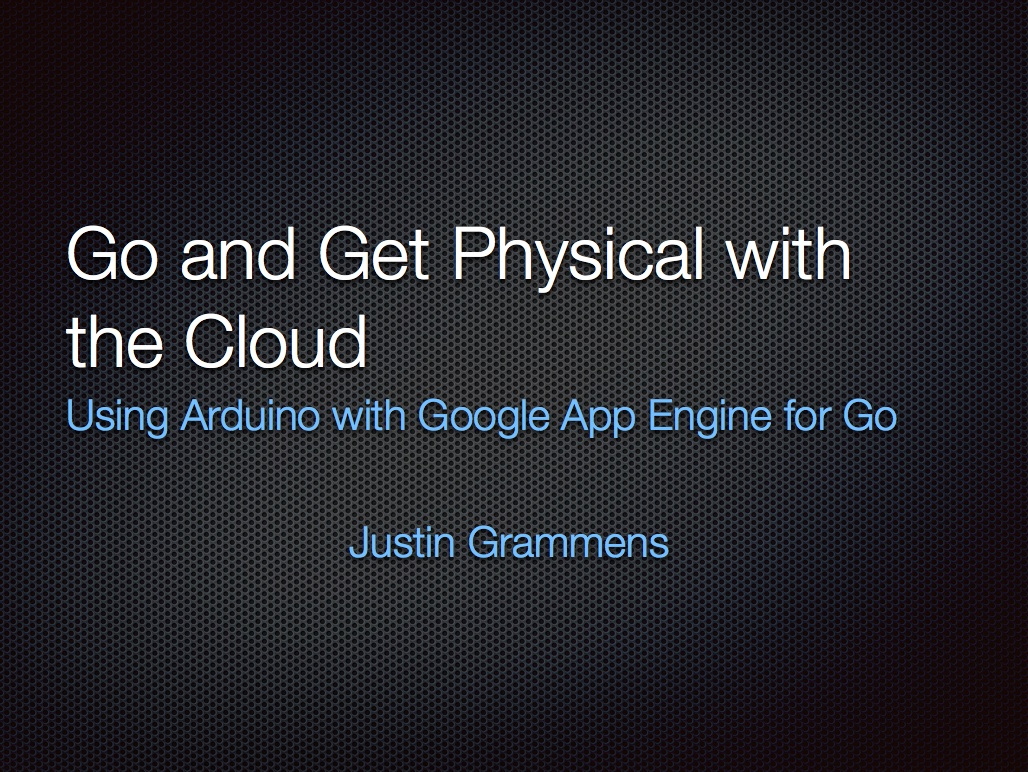 Go and Get Physical with
the Cloud
Using Arduino with Google App Engine for Go
Justin Grammens